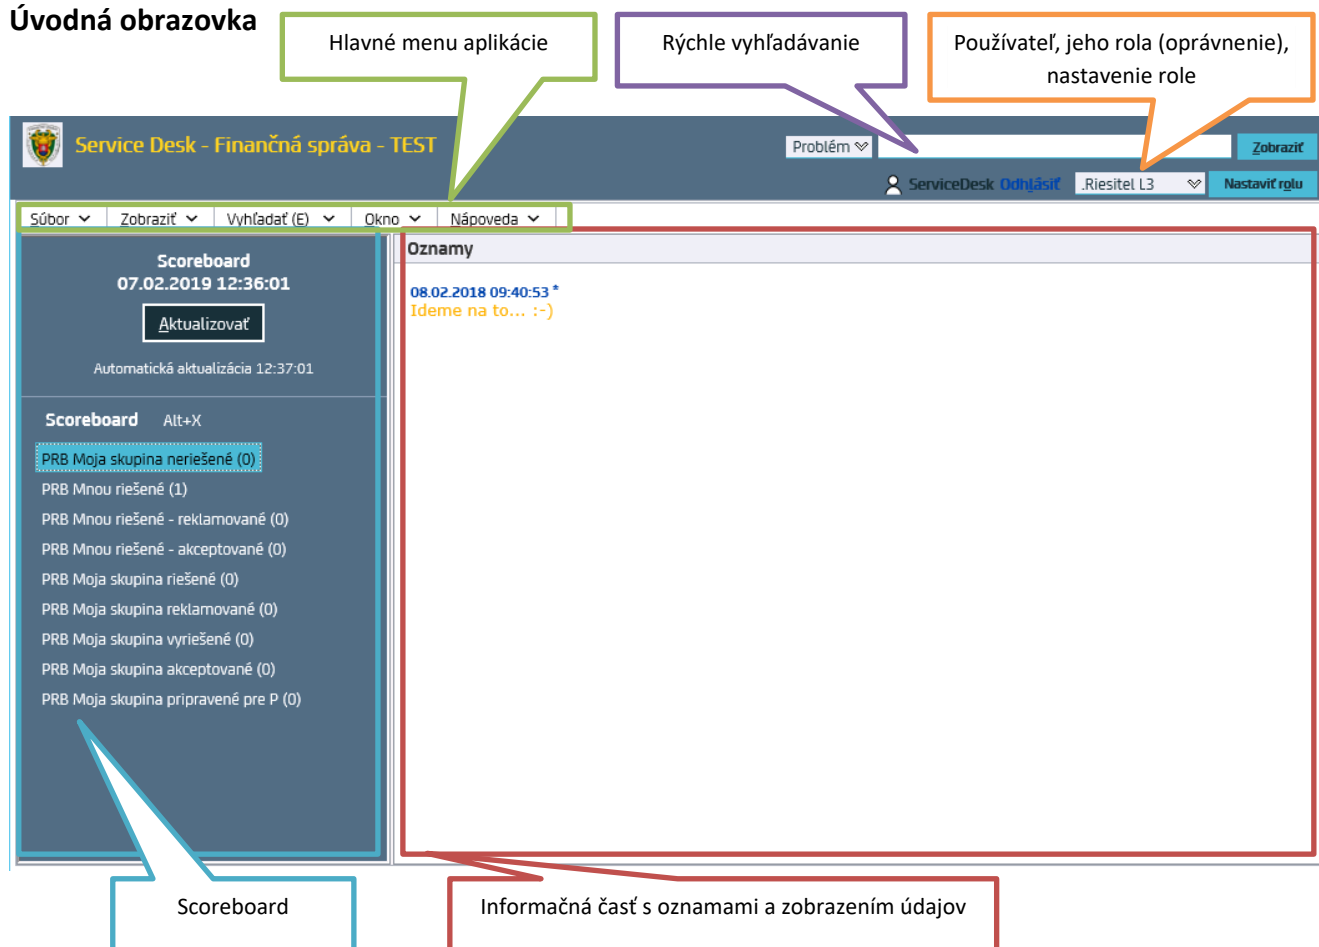 Úvodná obrazovka
Hlavné menu aplikácie
Rýchle vyhľadávanie
Používateľ, jeho rola (oprávnenie),
nastavenie role
Service Desk - Finančná správa - TEST
Problém
Zobraziť
ServiceDesk Odhlásiť .Riesitel L3 Nastaviť rolu
Súbor Zobraziť Vyhľadať (E) Okno Nápoveda
Scoreboard
07.02.2019 12:36:01
Aktualizovať
Automatická aktualizácia 12:37:01
Scoreboard Alt+X
PRB Moja skupina neriešené (0)
PRB Mnou riešené (1)
PRB Mnou riešené - reklamované (0)
PRB Mnou riešené - akceptované (0)
PRB Moja skupina riešené (0)
PRB Moja skupina reklamované (0)
PRB Moja skupina vyriešené (0)
PRB Moja skupina akceptované (0)
PRB Moja skupina pripravené pre P (0)
Oznamy
08.02.2018 09:40:53 *
Ideme na to... :-)
Scoreboard
Informačná časť s oznamami a zobrazením údajov